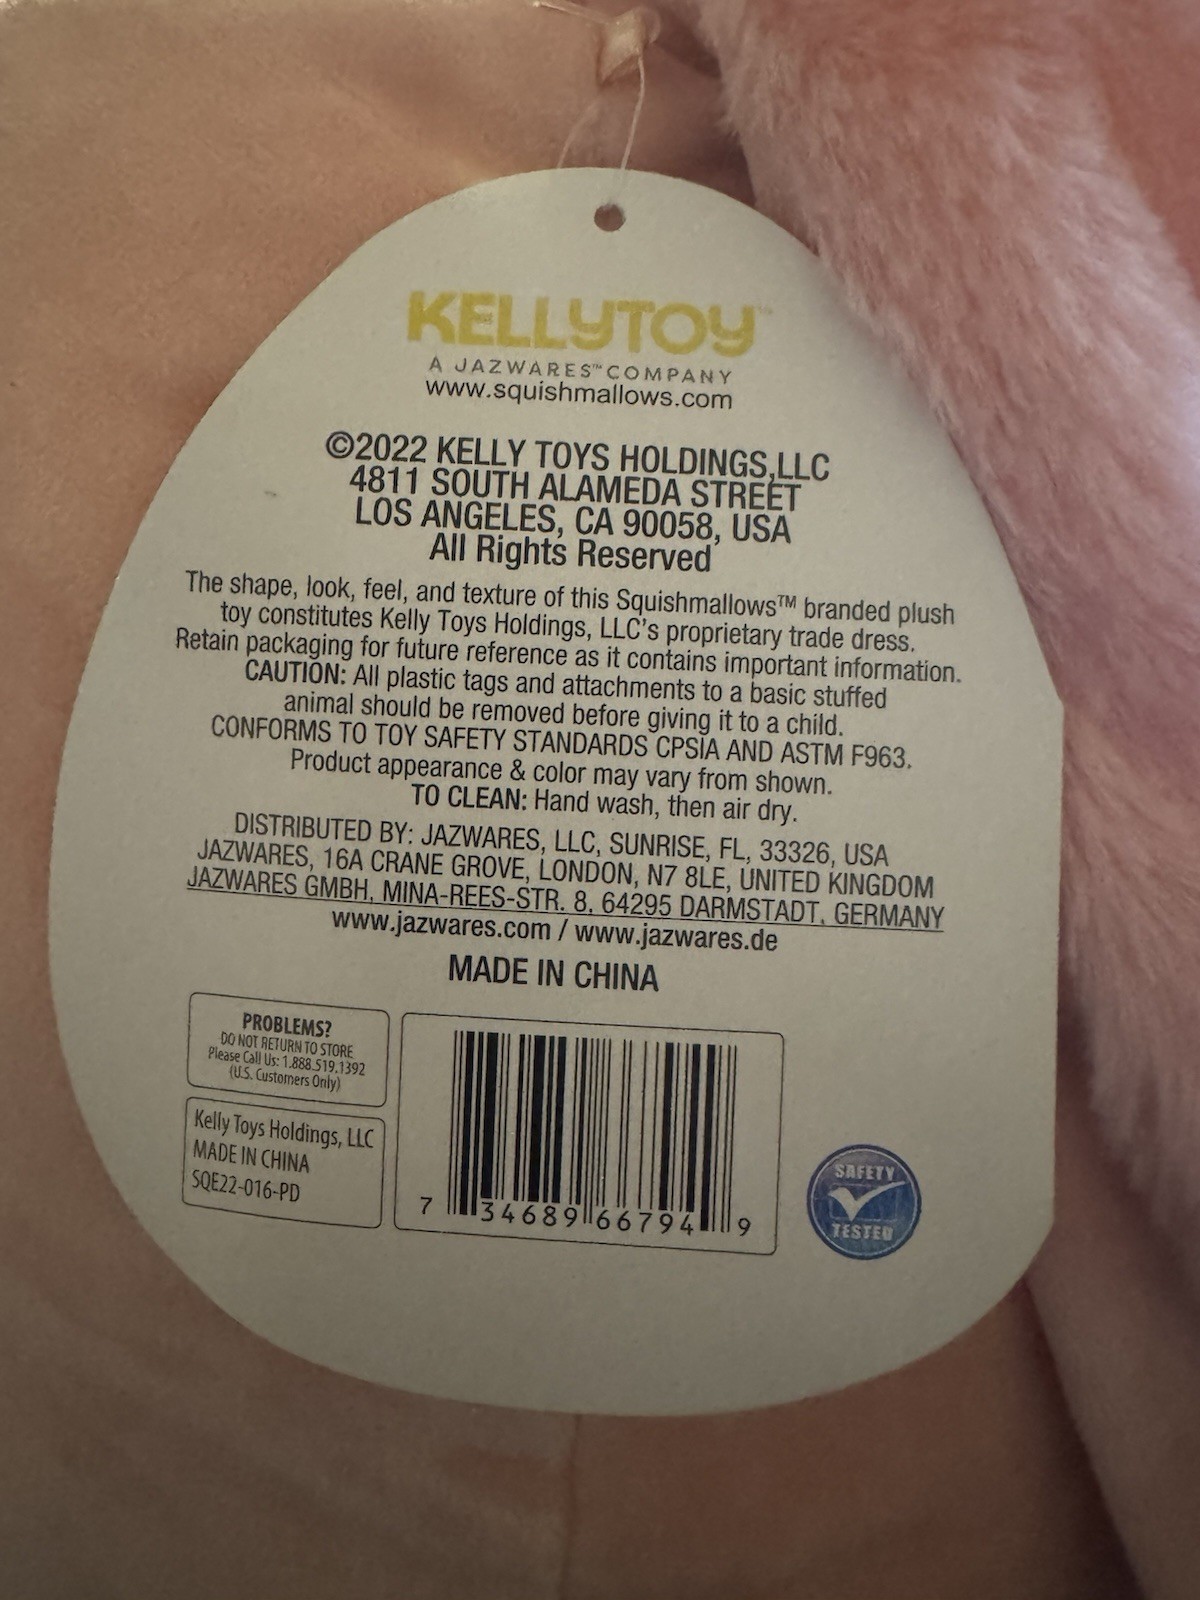 KELLYTOY™
A JAZWARES™ COMPANY
www.squishmallows.com
©2022 KELLY TOYS HOLDINGS,LLC
4811 SOUTH ALAMEDA STREET
LOS ANGELES, CA 90058, USA
All Rights Reserved
The shape, look, feel, and texture of this Squishmallows™ branded plush
toy constitutes Kelly Toys Holdings, LLC's proprietary trade dress.
Retain packaging for future reference as it contains important information.
CAUTION: All plastic tags and attachments to a basic stuffed
animal should be removed before giving it to a child.
CONFORMS TO TOY SAFETY STANDARDS CPSIA AND ASTM F963.
Product appearance & color may vary from shown.
TO CLEAN: Hand wash, then air dry.
DISTRIBUTED BY: JAZWARES, LLC, SUNRISE, FL, 33326, USA
JAZWARES, 16A CRANE GROVE, LONDON, N7 8LE, UNITED KINGDOM
JAZWARES GMBH, MINA-REES-STR. 8, 64295 DARMSTADT, GERMANY
www.jazwares.com / www.jazwares.de
MADE IN CHINA
PROBLEMS?
DO NOT RETURN TO STORE
Please Call Us: 1.888.519.1392
(U.S. Customers Only)
Kelly Toys Holdings, LLC
MADE IN CHINA
SQE22-016-PD
7 34689 66794 9
SAFETY
TESTED